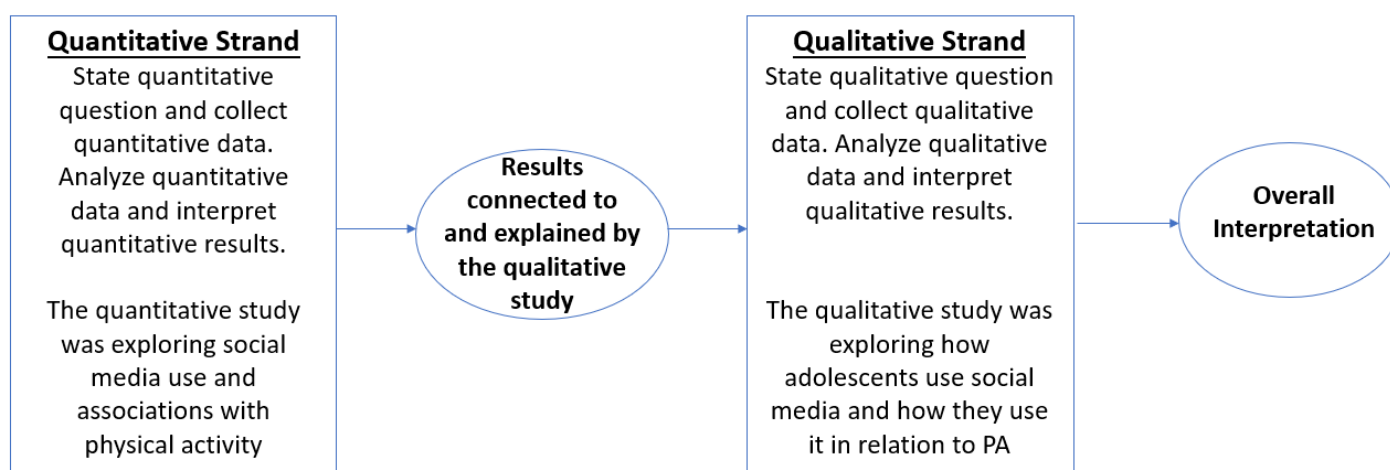 Quantitative Strand
State quantitative
question and collect
quantitative data.
Analyze quantitative
data and interpret
quantitative results.
The quantitative study
was exploring social
media use and
associations with
physical activity
Results
connected to
and explained by
the qualitative
study
Qualitative Strand
State qualitative question
and collect qualitative
data. Analyze qualitative
data and interpret
qualitative results.
The qualitative study was
exploring how
adolescents use social
media and how they use
it in relation to PA
Overall
Interpretation